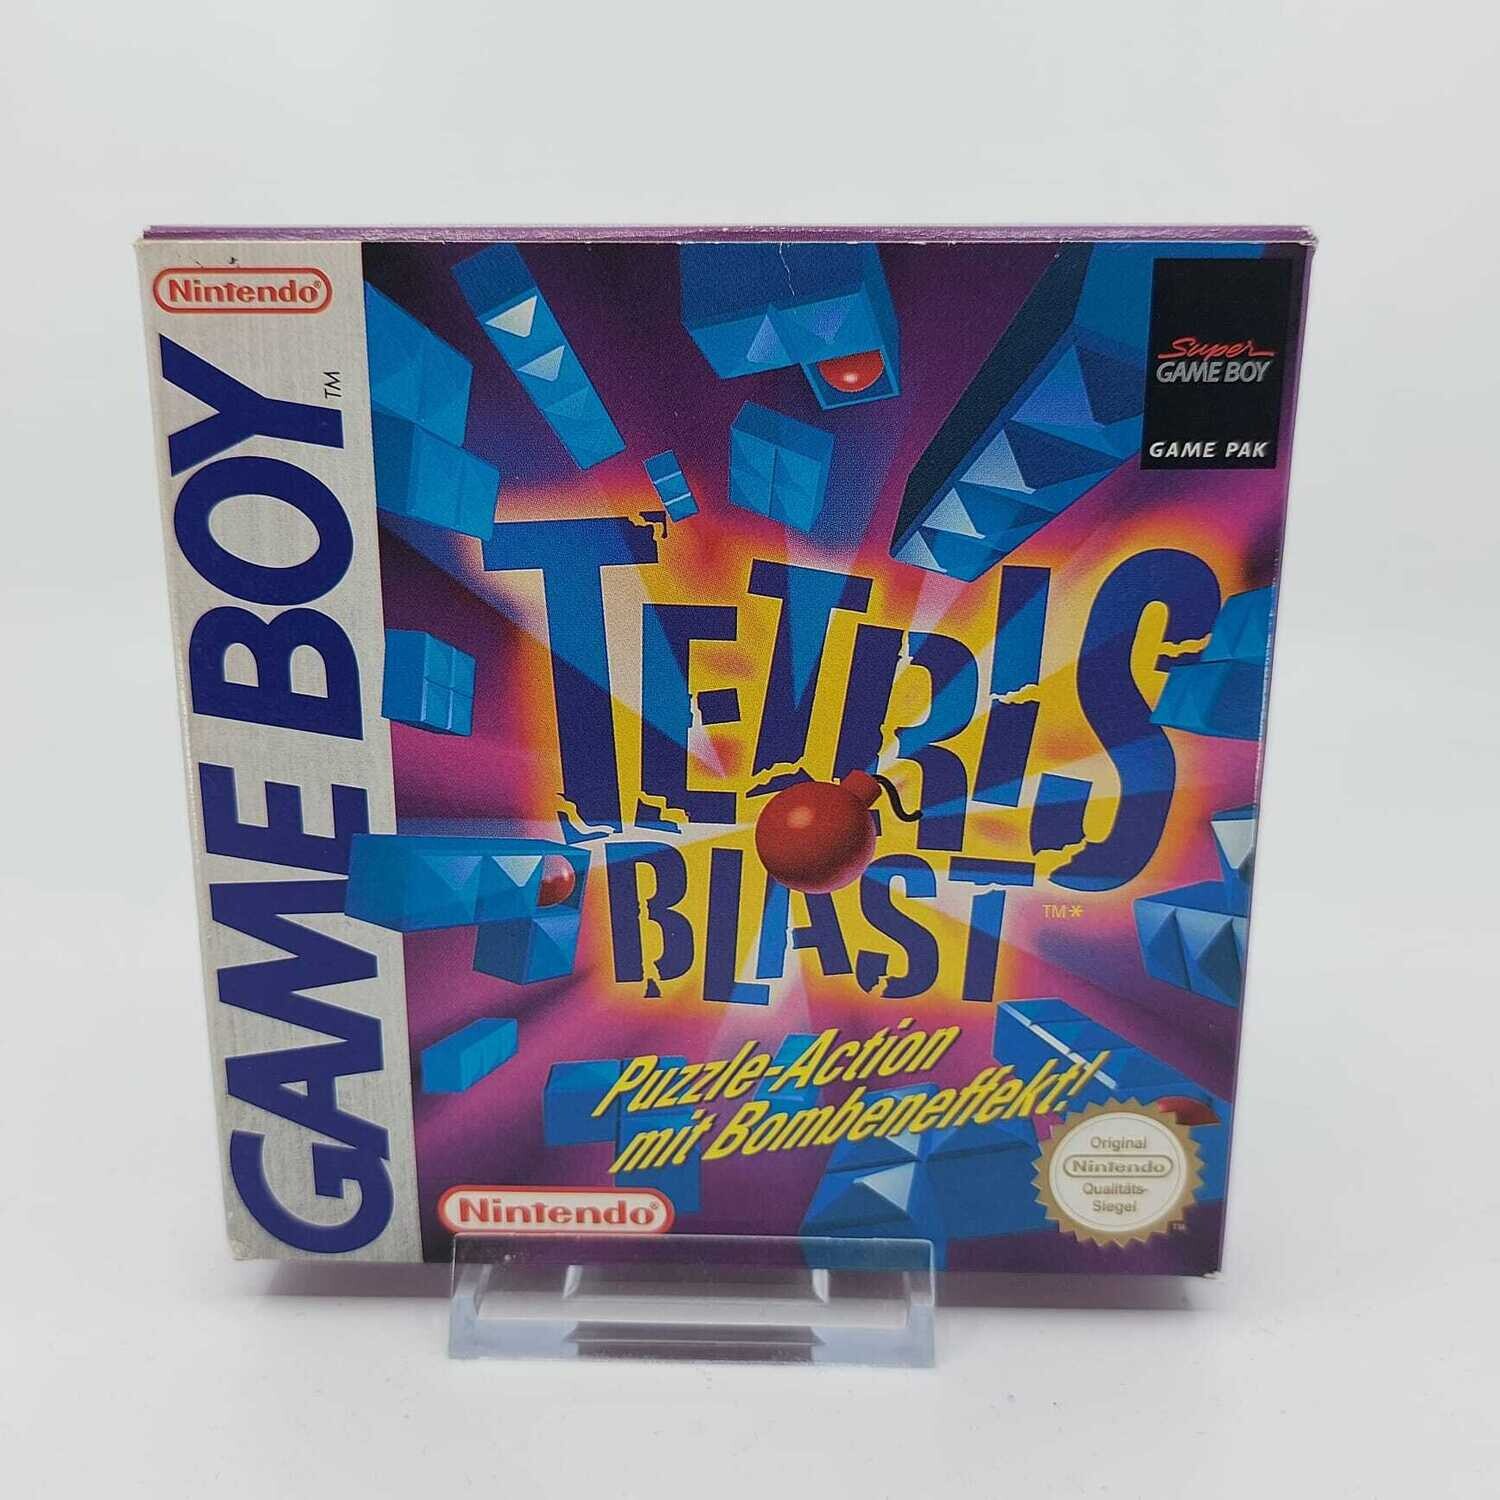 Nintendo®
GAME BOY™
Super
GAME BOY
GAME PAK
TETRIS
BLAST
TM*
Puzzle-Action
mit Bombeneffekt!
Nintendo®
Original
Nintendo
Qualitäts-
Siegel
TM